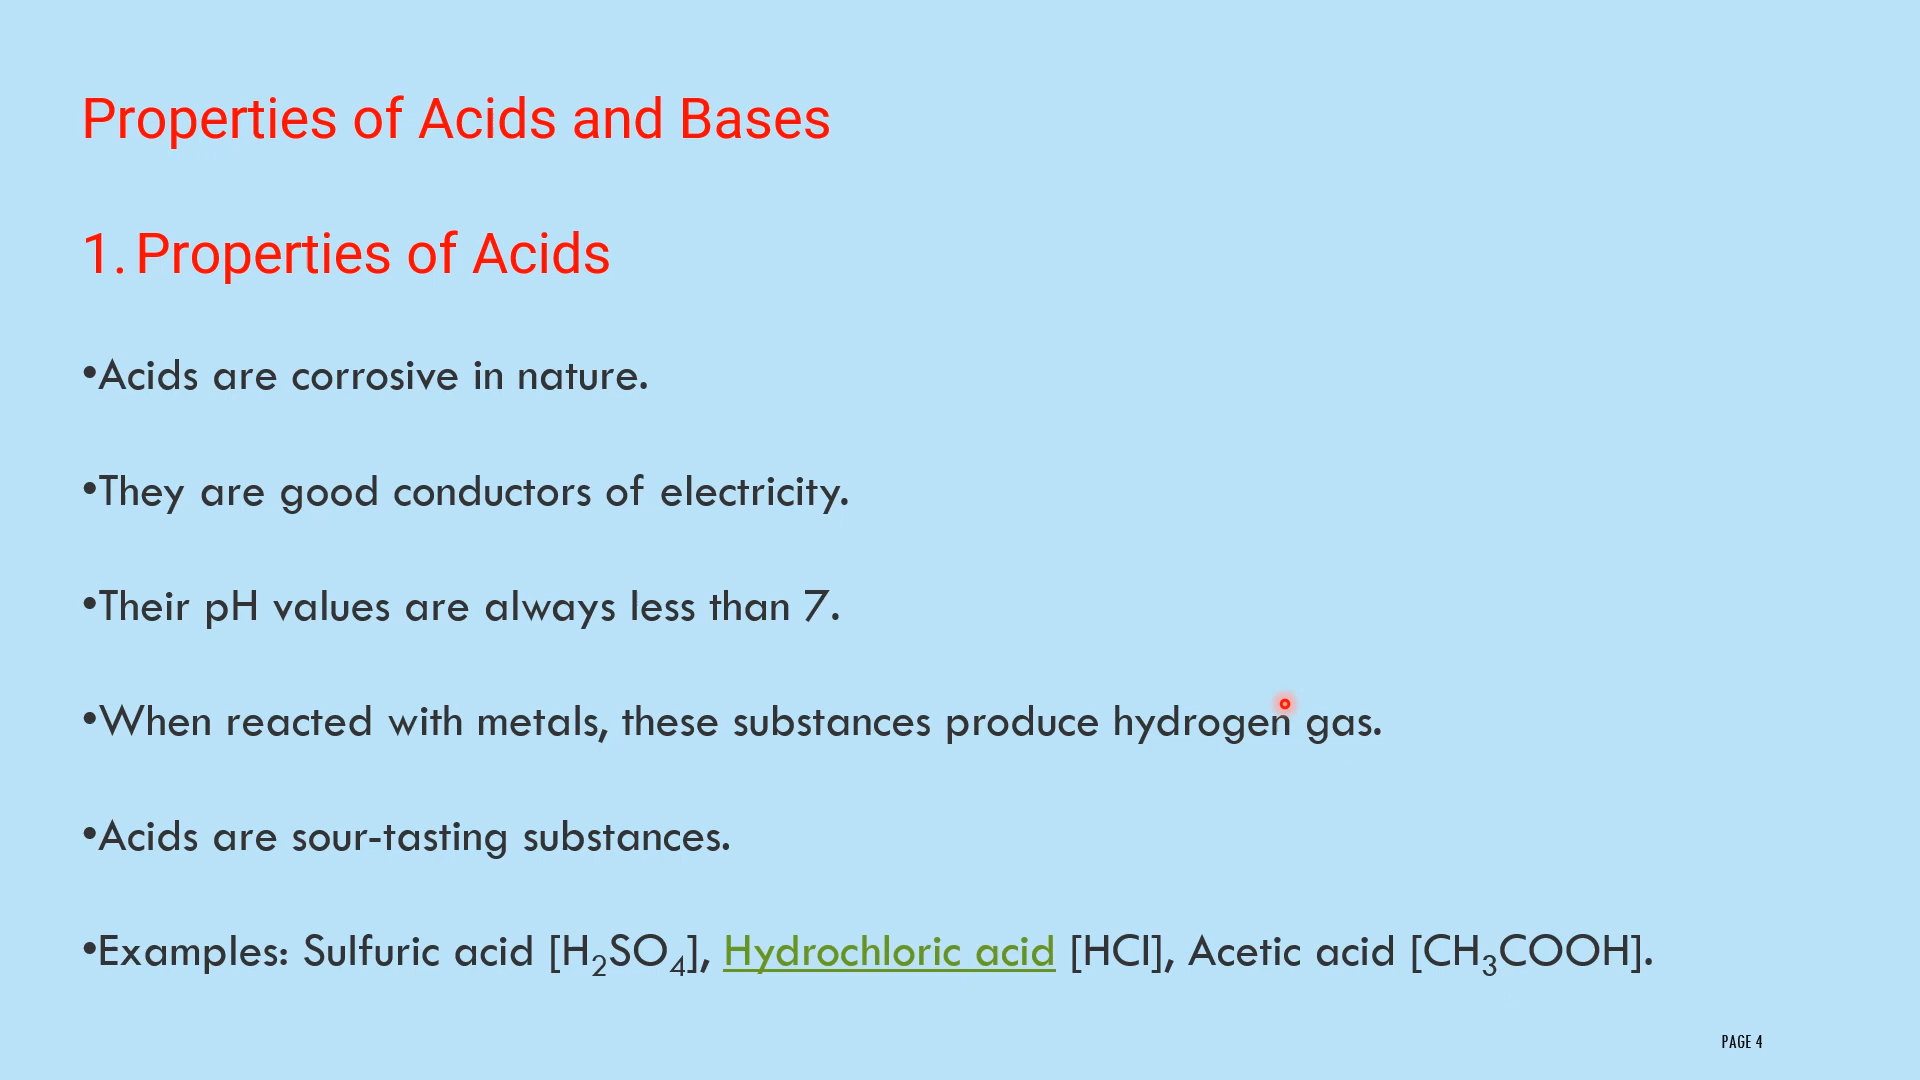 Properties of Acids and Bases
1. Properties of Acids
•Acids are corrosive in nature.
•They are good conductors of electricity.
•Their pH values are always less than 7.
•When reacted with metals, these substances produce hydrogen gas.
•Acids are sour-tasting substances.
•Examples: Sulfuric acid [H₂SO₄], Hydrochloric acid [HCl], Acetic acid [CH₃COOH].
PAGE 4